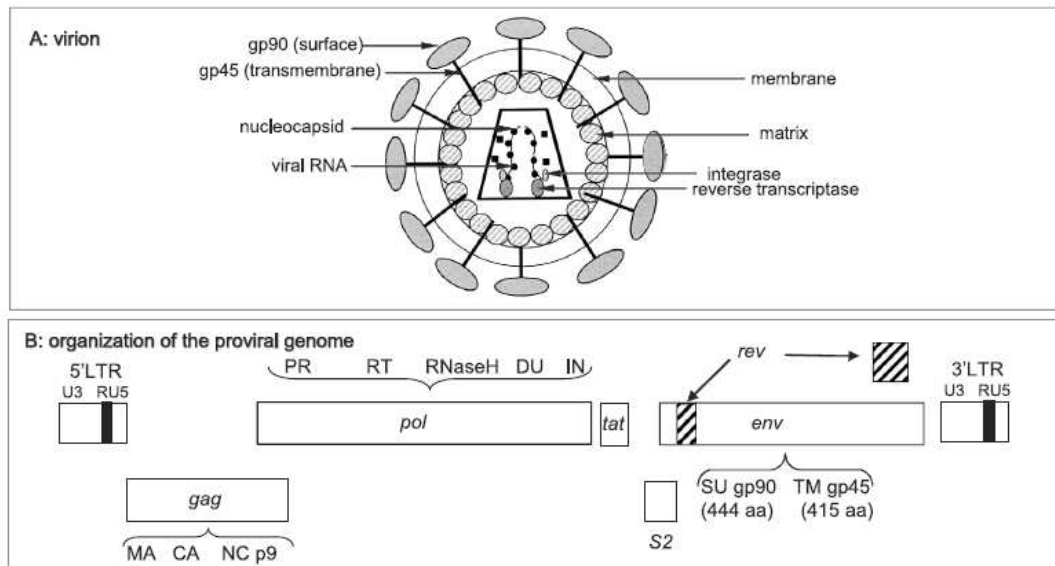 A: virion
gp90 (surface)
gp45 (transmembrane)
membrane
nucleocapsid
matrix
viral RNA
integrase
reverse transcriptase
B: organization of the proviral genome
rev
5'LTR
PR RT RNaseH DU IN
3'LTR
U3 RU5
U3 RU5
pol
tat
env
gag
SU gp90 TM gp45
(444 aa) (415 aa)
S2
MA CA NC p9